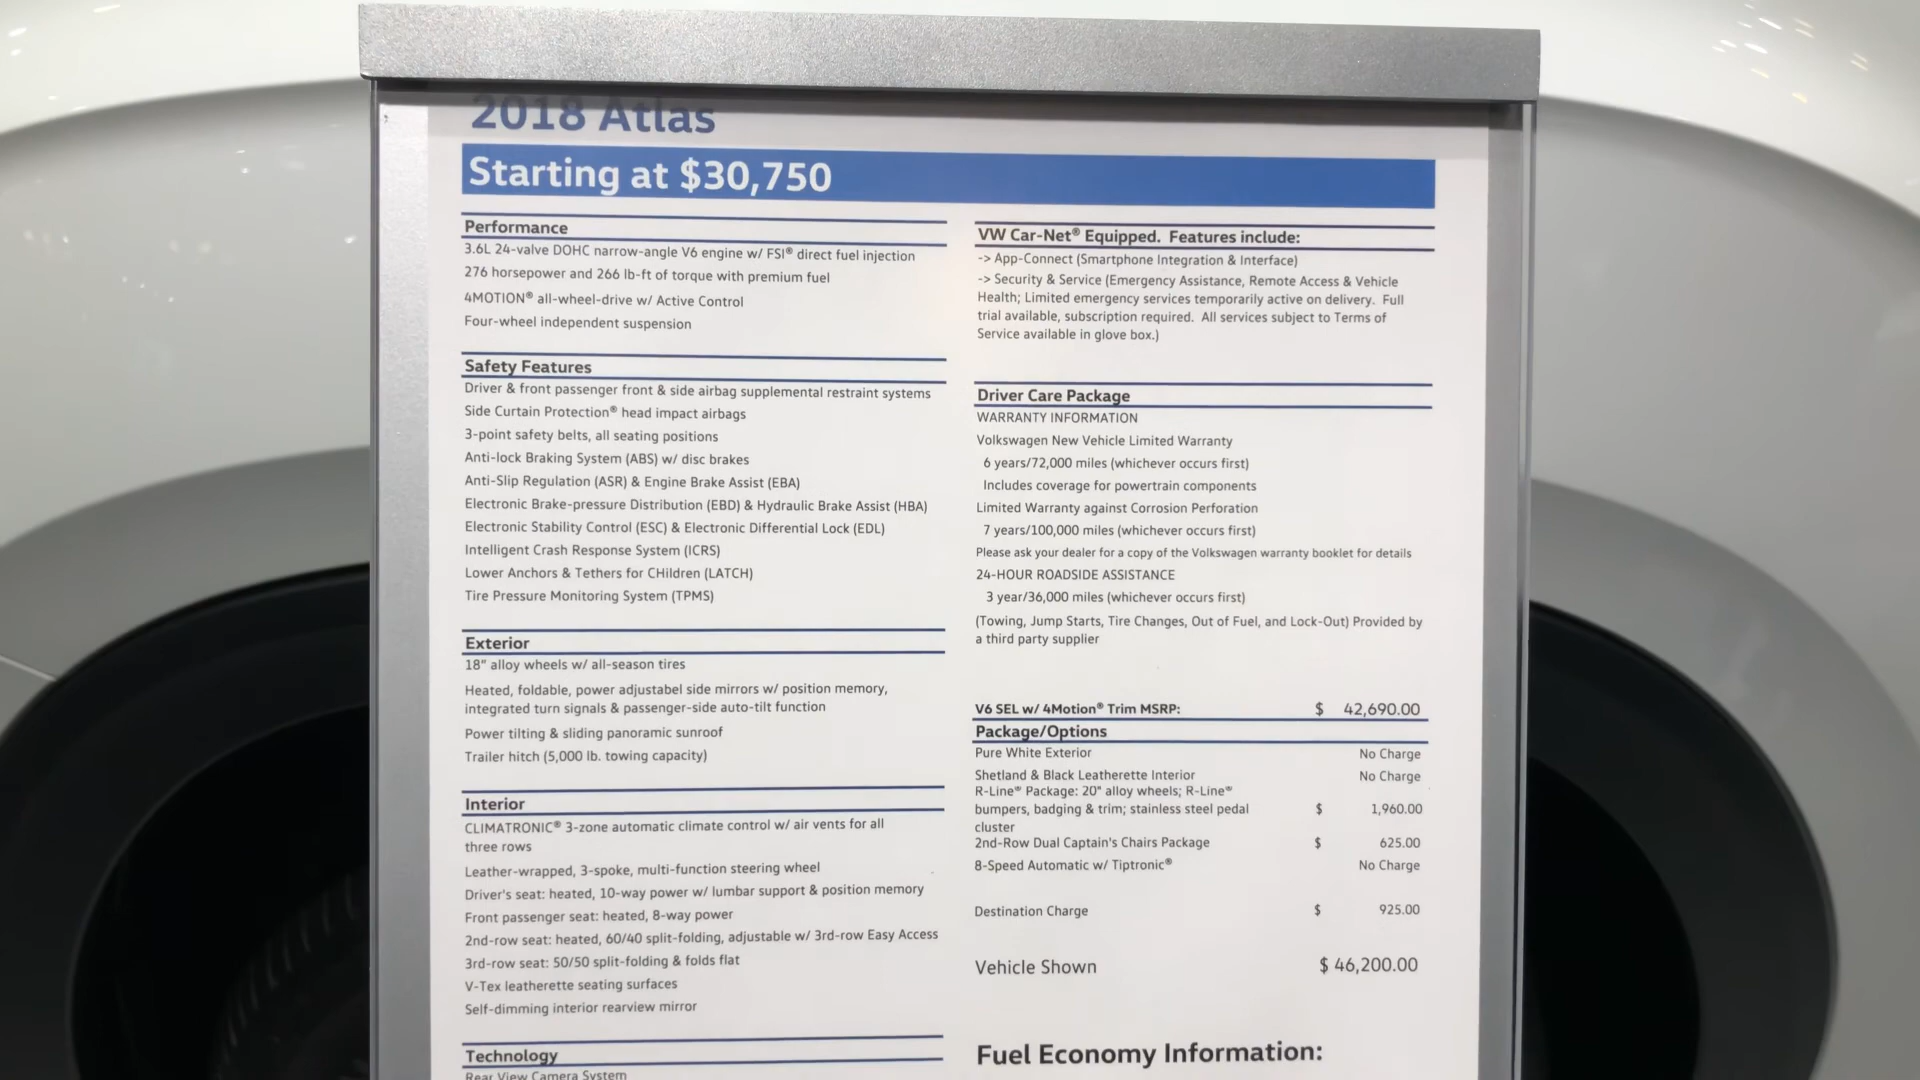 2018 Atlas
Starting at $30,750
Performance
3.6L 24-valve DOHC narrow-angle V6 engine w/ FSI® direct fuel injection
276 horsepower and 266 lb-ft of torque with premium fuel
4MOTION® all-wheel-drive w/ Active Control
Four-wheel independent suspension
Safety Features
Driver & front passenger front & side airbag supplemental restraint systems
Side Curtain Protection® head impact airbags
3-point safety belts, all seating positions
Anti-lock Braking System (ABS) w/ disc brakes
Anti-Slip Regulation (ASR) & Engine Brake Assist (EBA)
Electronic Brake-pressure Distribution (EBD) & Hydraulic Brake Assist (HBA)
Electronic Stability Control (ESC) & Electronic Differential Lock (EDL)
Intelligent Crash Response System (ICRS)
Lower Anchors & Tethers for CHildren (LATCH)
Tire Pressure Monitoring System (TPMS)
Exterior
18" alloy wheels w/ all-season tires
Heated, foldable, power adjustabel side mirrors w/ position memory,
integrated turn signals & passenger-side auto-tilt function
Power tilting & sliding panoramic sunroof
Trailer hitch (5,000 lb. towing capacity)
Interior
CLIMATRONIC® 3-zone automatic climate control w/ air vents for all
three rows
Leather-wrapped, 3-spoke, multi-function steering wheel
Driver's seat: heated, 10-way power w/ lumbar support & position memory
Front passenger seat: heated, 8-way power
2nd-row seat: heated, 60/40 split-folding, adjustable w/ 3rd-row Easy Access
3rd-row seat: 50/50 split-folding & folds flat
V-Tex leatherette seating surfaces
Self-dimming interior rearview mirror
Technology
Rear View Camera System
VW Car-Net® Equipped. Features include:
-> App-Connect (Smartphone Integration & Interface)
-> Security & Service (Emergency Assistance, Remote Access & Vehicle
Health; Limited emergency services temporarily active on delivery. Full
trial available, subscription required. All services subject to Terms of
Service available in glove box.)
Driver Care Package
WARRANTY INFORMATION
Volkswagen New Vehicle Limited Warranty
6 years/72,000 miles (whichever occurs first)
Includes coverage for powertrain components
Limited Warranty against Corrosion Perforation
7 years/100,000 miles (whichever occurs first)
Please ask your dealer for a copy of the Volkswagen warranty booklet for details
24-HOUR ROADSIDE ASSISTANCE
3 year/36,000 miles (whichever occurs first)
(Towing, Jump Starts, Tire Changes, Out of Fuel, and Lock-Out) Provided by
a third party supplier
V6 SEL w/ 4Motion® Trim MSRP: $ 42,690.00
Package/Options
Pure White Exterior No Charge
Shetland & Black Leatherette Interior No Charge
R-Line® Package: 20" alloy wheels; R-Line®
bumpers, badging & trim; stainless steel pedal $ 1,960.00
cluster
2nd-Row Dual Captain's Chairs Package $ 625.00
8-Speed Automatic w/ Tiptronic® No Charge
Destination Charge $ 925.00
Vehicle Shown $ 46,200.00
Fuel Economy Information: